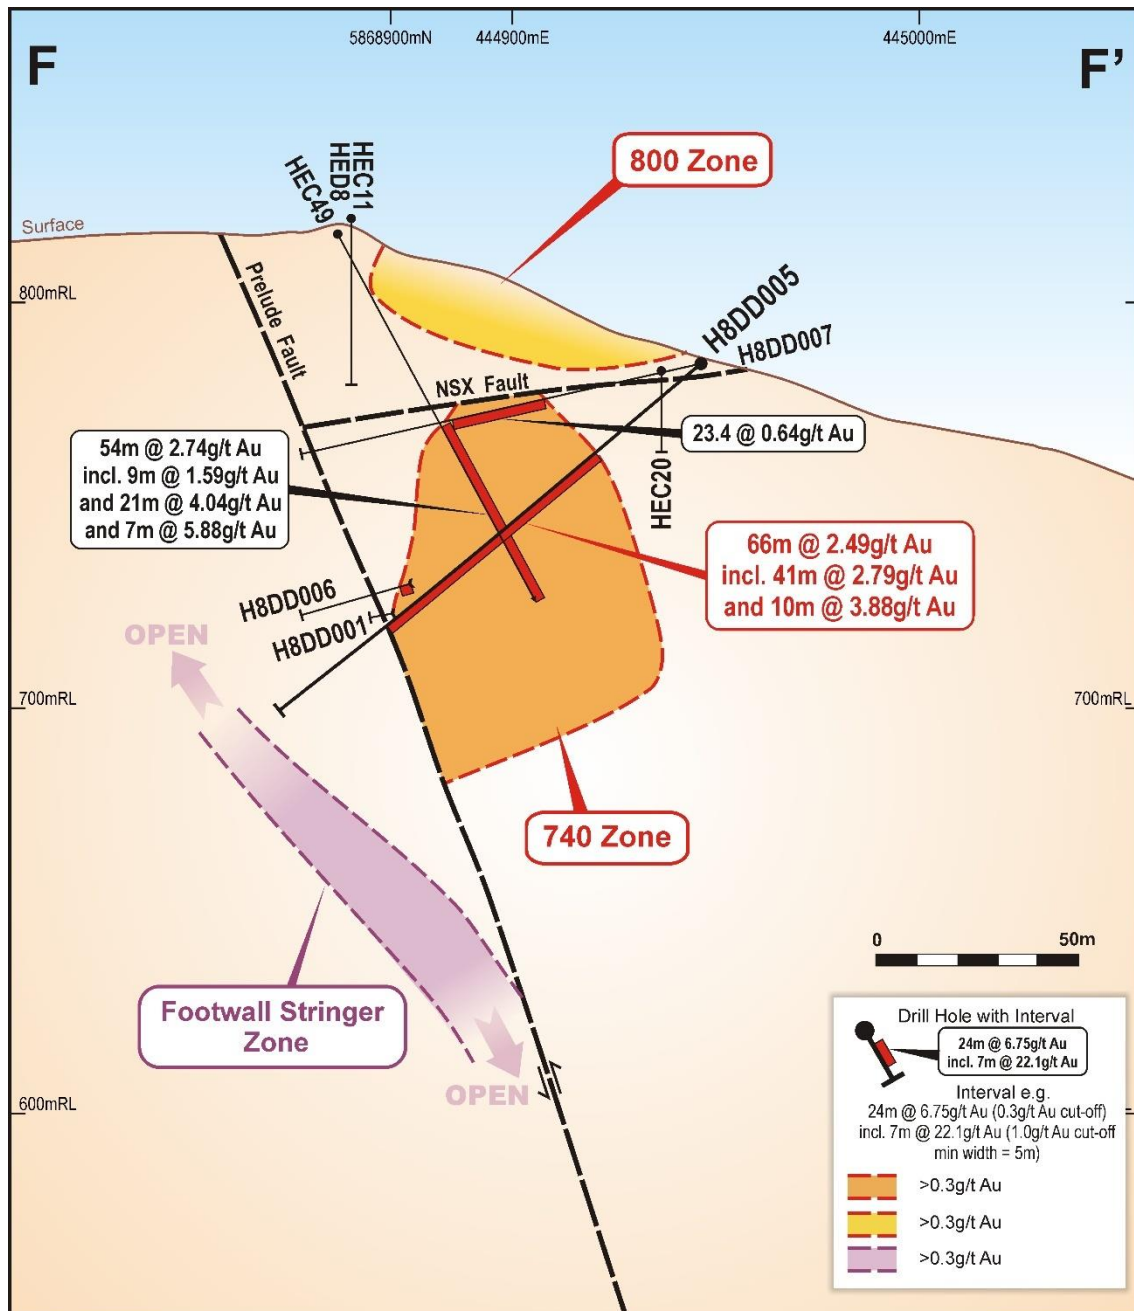 5868900mN
444900mE
445000mE
F
F'
800 Zone
HEC11
HED8
HEC49
Surface
Prelude Fault
800mRL
H8DD005
H8DD007
NSX Fault
54m @ 2.74g/t Au
incl. 9m @ 1.59g/t Au
and 21m @ 4.04g/t Au
and 7m @ 5.88g/t Au
23.4 @ 0.64g/t Au
HEC20
66m @ 2.49g/t Au
incl. 41m @ 2.79g/t Au
and 10m @ 3.88g/t Au
H8DD006
H8DD001
OPEN
700mRL
700mRL
740 Zone
0
50m
Footwall Stringer
Zone
OPEN
600mRL
Drill Hole with Interval
24m @ 6.75g/t Au
incl. 7m @ 22.1g/t Au
Interval e.g.
24m @ 6.75g/t Au (0.3g/t Au cut-off)
incl. 7m @ 22.1g/t Au (1.0g/t Au cut-off
min width = 5m)
>0.3g/t Au
>0.3g/t Au
>0.3g/t Au